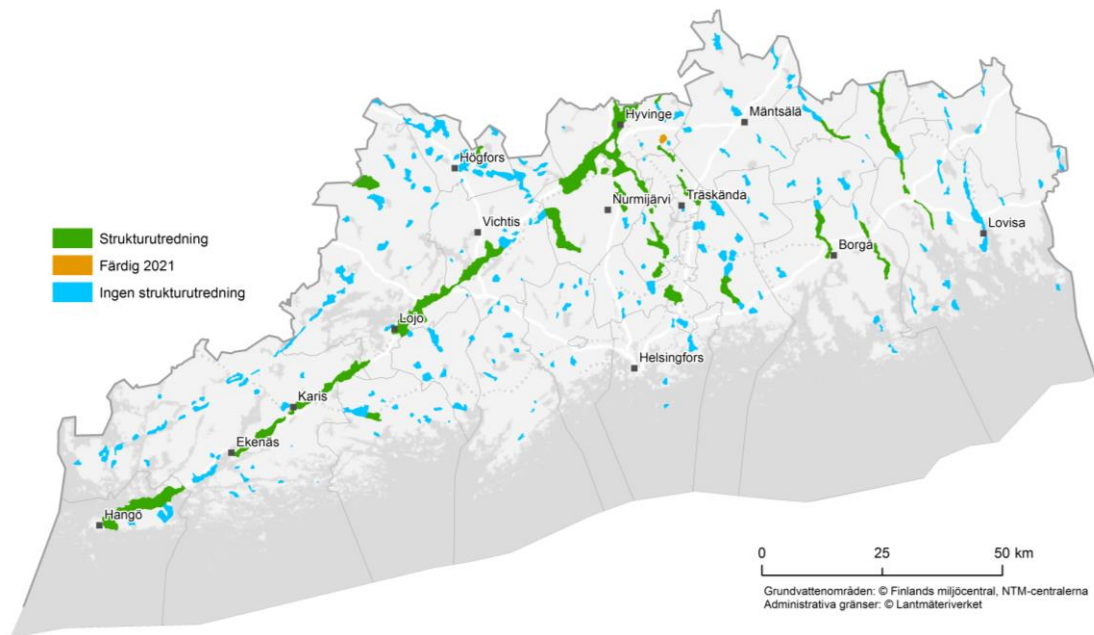 Hyvinge
Mäntsälä
Högfors
Nurmijärvi
Träskända
Vichtis
Borgå
Lovisa
Strukturutredning
Färdig 2021
Ingen strukturutredning
Lojo
Helsingfors
Karis
Ekenäs
Hangö
0 25 50 km
Grundvattenområden: © Finlands miljöcentral, NTM-centralerna
Administrativa gränser: © Lantmäteriverket